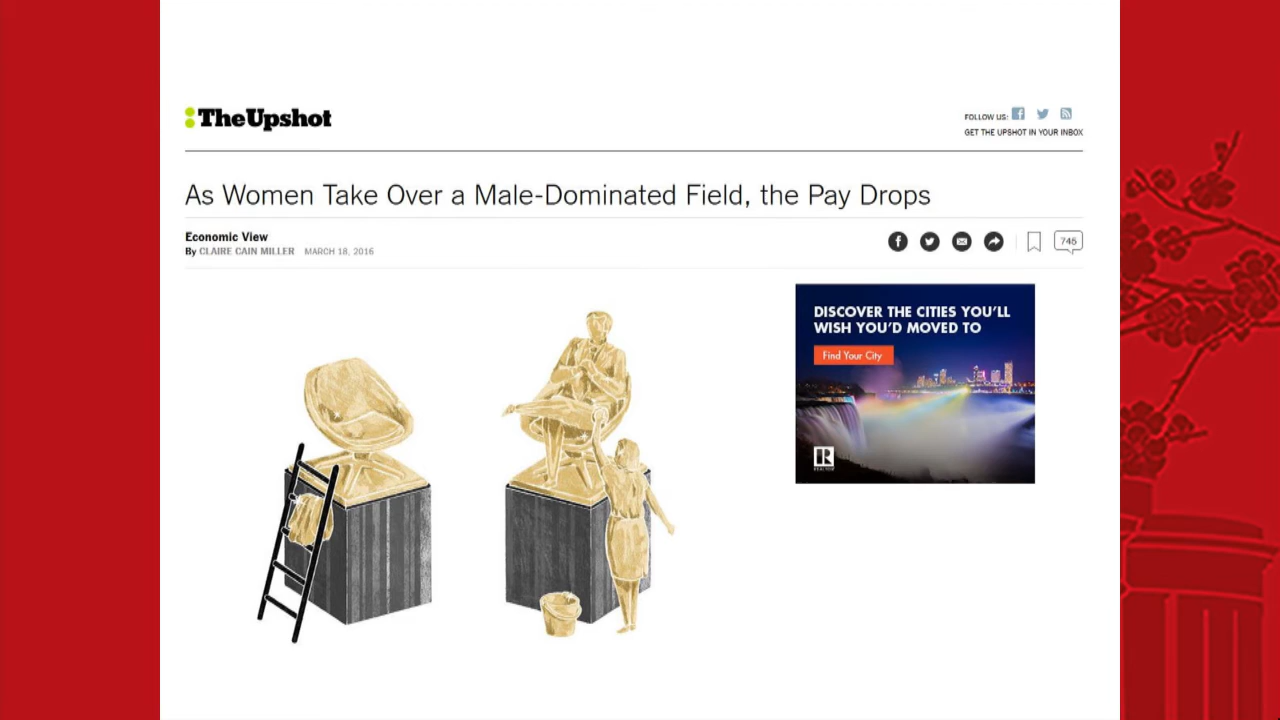 TheUpshot
FOLLOW US:
GET THE UPSHOT IN YOUR INBOX
As Women Take Over a Male-Dominated Field, the Pay Drops
Economic View
By CLAIRE CAIN MILLER MARCH 18, 2016
745
DISCOVER THE CITIES YOU'LL
WISH YOU'D MOVED TO
Find Your City
REALTOR